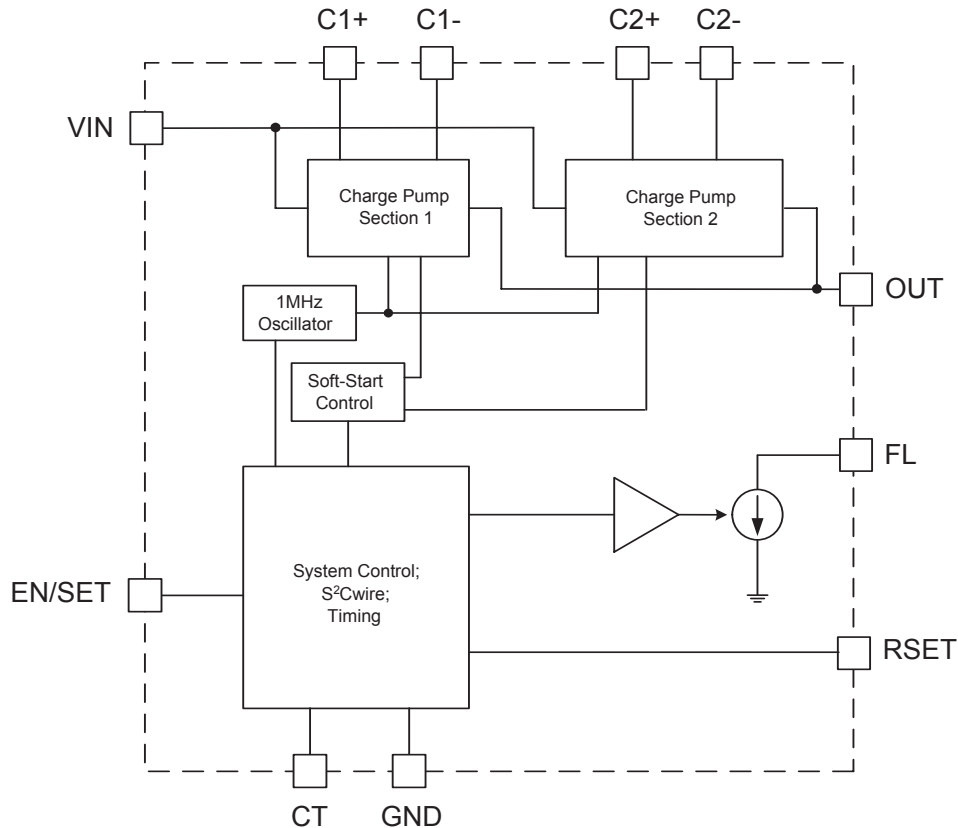 C1+ C1- C2+ C2-
VIN
Charge Pump
Section 1
Charge Pump
Section 2
OUT
1MHz
Oscillator
Soft-Start
Control
FL
System Control;
S²Cwire;
Timing
EN/SET
RSET
CT GND